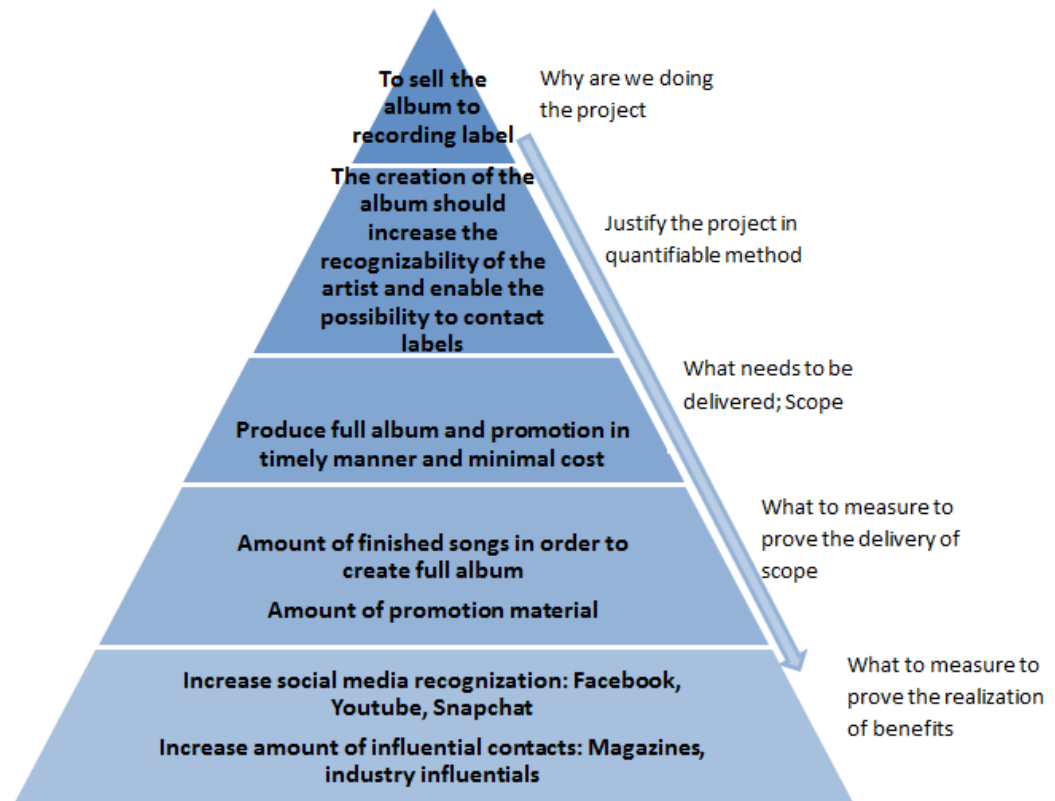 To sell the
album to
recording label
Why are we doing
the project
The creation of the
album should
increase the
recognizability of the
artist and enable the
possibility to contact
labels
Justify the project in
quantifiable method
Produce full album and promotion in
timely manner and minimal cost
What needs to be
delivered; Scope
Amount of finished songs in order to
create full album
Amount of promotion material
What to measure to
prove the delivery of
scope
Increase social media recognization: Facebook,
Youtube, Snapchat
Increase amount of influential contacts: Magazines,
industry influentials
What to measure to
prove the realization
of benefits